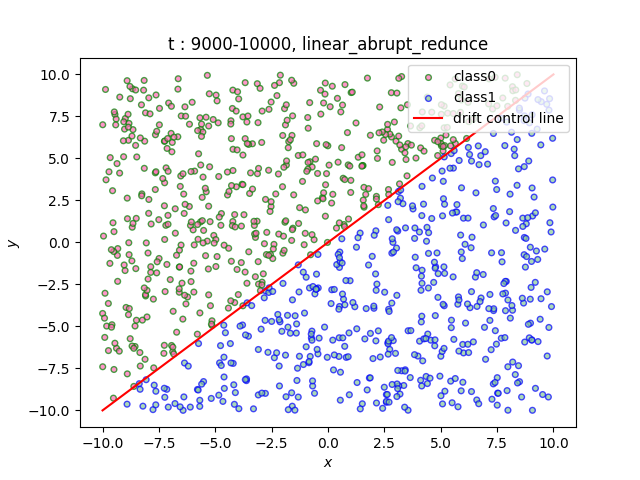 t : 9000-10000, linear_abrupt_redunce
class0
class1
drift control line
10.0
7.5
5.0
2.5
0.0
−2.5
−5.0
−7.5
−10.0
y
−10.0 −7.5 −5.0 −2.5 0.0 2.5 5.0 7.5 10.0
x